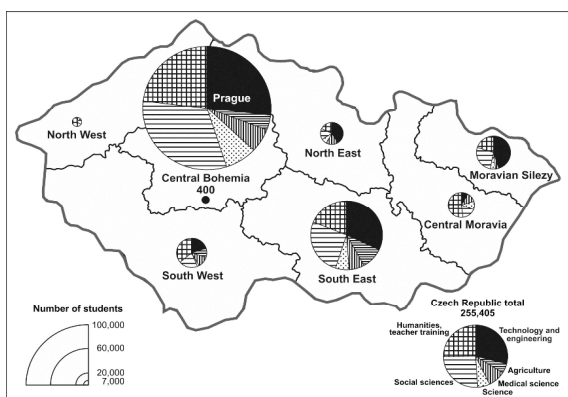 Prague
North West
North East
Central Bohemia
400
Moravian Silezy
Central Moravia
South West
South East
Number of students
100,000
60,000
20,000
7,000
Czech Republic total
255,405
Humanities,
teacher training
Technology and
engineering
Agriculture
Social sciences
Medical science
Science